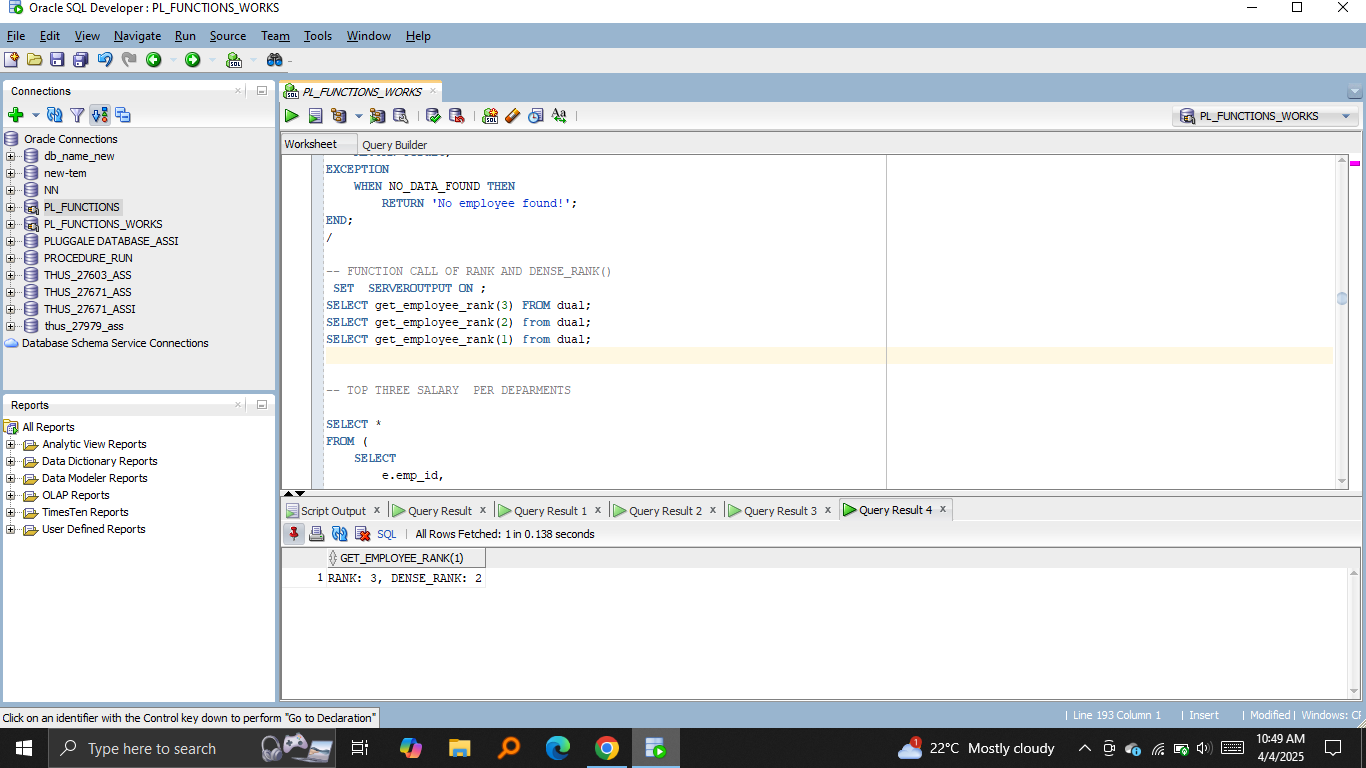 Oracle SQL Developer : PL_FUNCTIONS_WORKS
File Edit View Navigate Run Source Team Tools Window Help
SQL
Connections
Oracle Connections
db_name_new
new-tem
NN
PL_FUNCTIONS
PL_FUNCTIONS_WORKS
PLUGGALE DATABASE_ASSI
PROCEDURE_RUN
THUS_27603_ASS
THUS_27671_ASS
THUS_27671_ASSI
thus_27979_ass
Database Schema Service Connections
Reports
All Reports
Analytic View Reports
Data Dictionary Reports
Data Modeler Reports
OLAP Reports
TimesTen Reports
User Defined Reports
PL_FUNCTIONS_WORKS
Aa
PL_FUNCTIONS_WORKS
Worksheet Query Builder
EXCEPTION
WHEN NO_DATA_FOUND THEN
RETURN 'No employee found!';
END;
/
-- FUNCTION CALL OF RANK AND DENSE_RANK()
SET SERVEROUTPUT ON ;
SELECT get_employee_rank(3) FROM dual;
SELECT get_employee_rank(2) from dual;
SELECT get_employee_rank(1) from dual;
-- TOP THREE SALARY PER DEPARMENTS
SELECT *
FROM (
SELECT
e.emp_id,
Script Output x Query Result x Query Result 1 x Query Result 2 x Query Result 3 x Query Result 4 x
SQL | All Rows Fetched: 1 in 0.138 seconds
GET_EMPLOYEE_RANK(1)
1 RANK: 3, DENSE_RANK: 2
Click on an identifier with the Control key down to perform "Go to Declaration"
| Line 193 Column 1 | Insert | Modified | Windows: CF
Type here to search
1
22°C Mostly cloudy
10:49 AM
4/4/2025